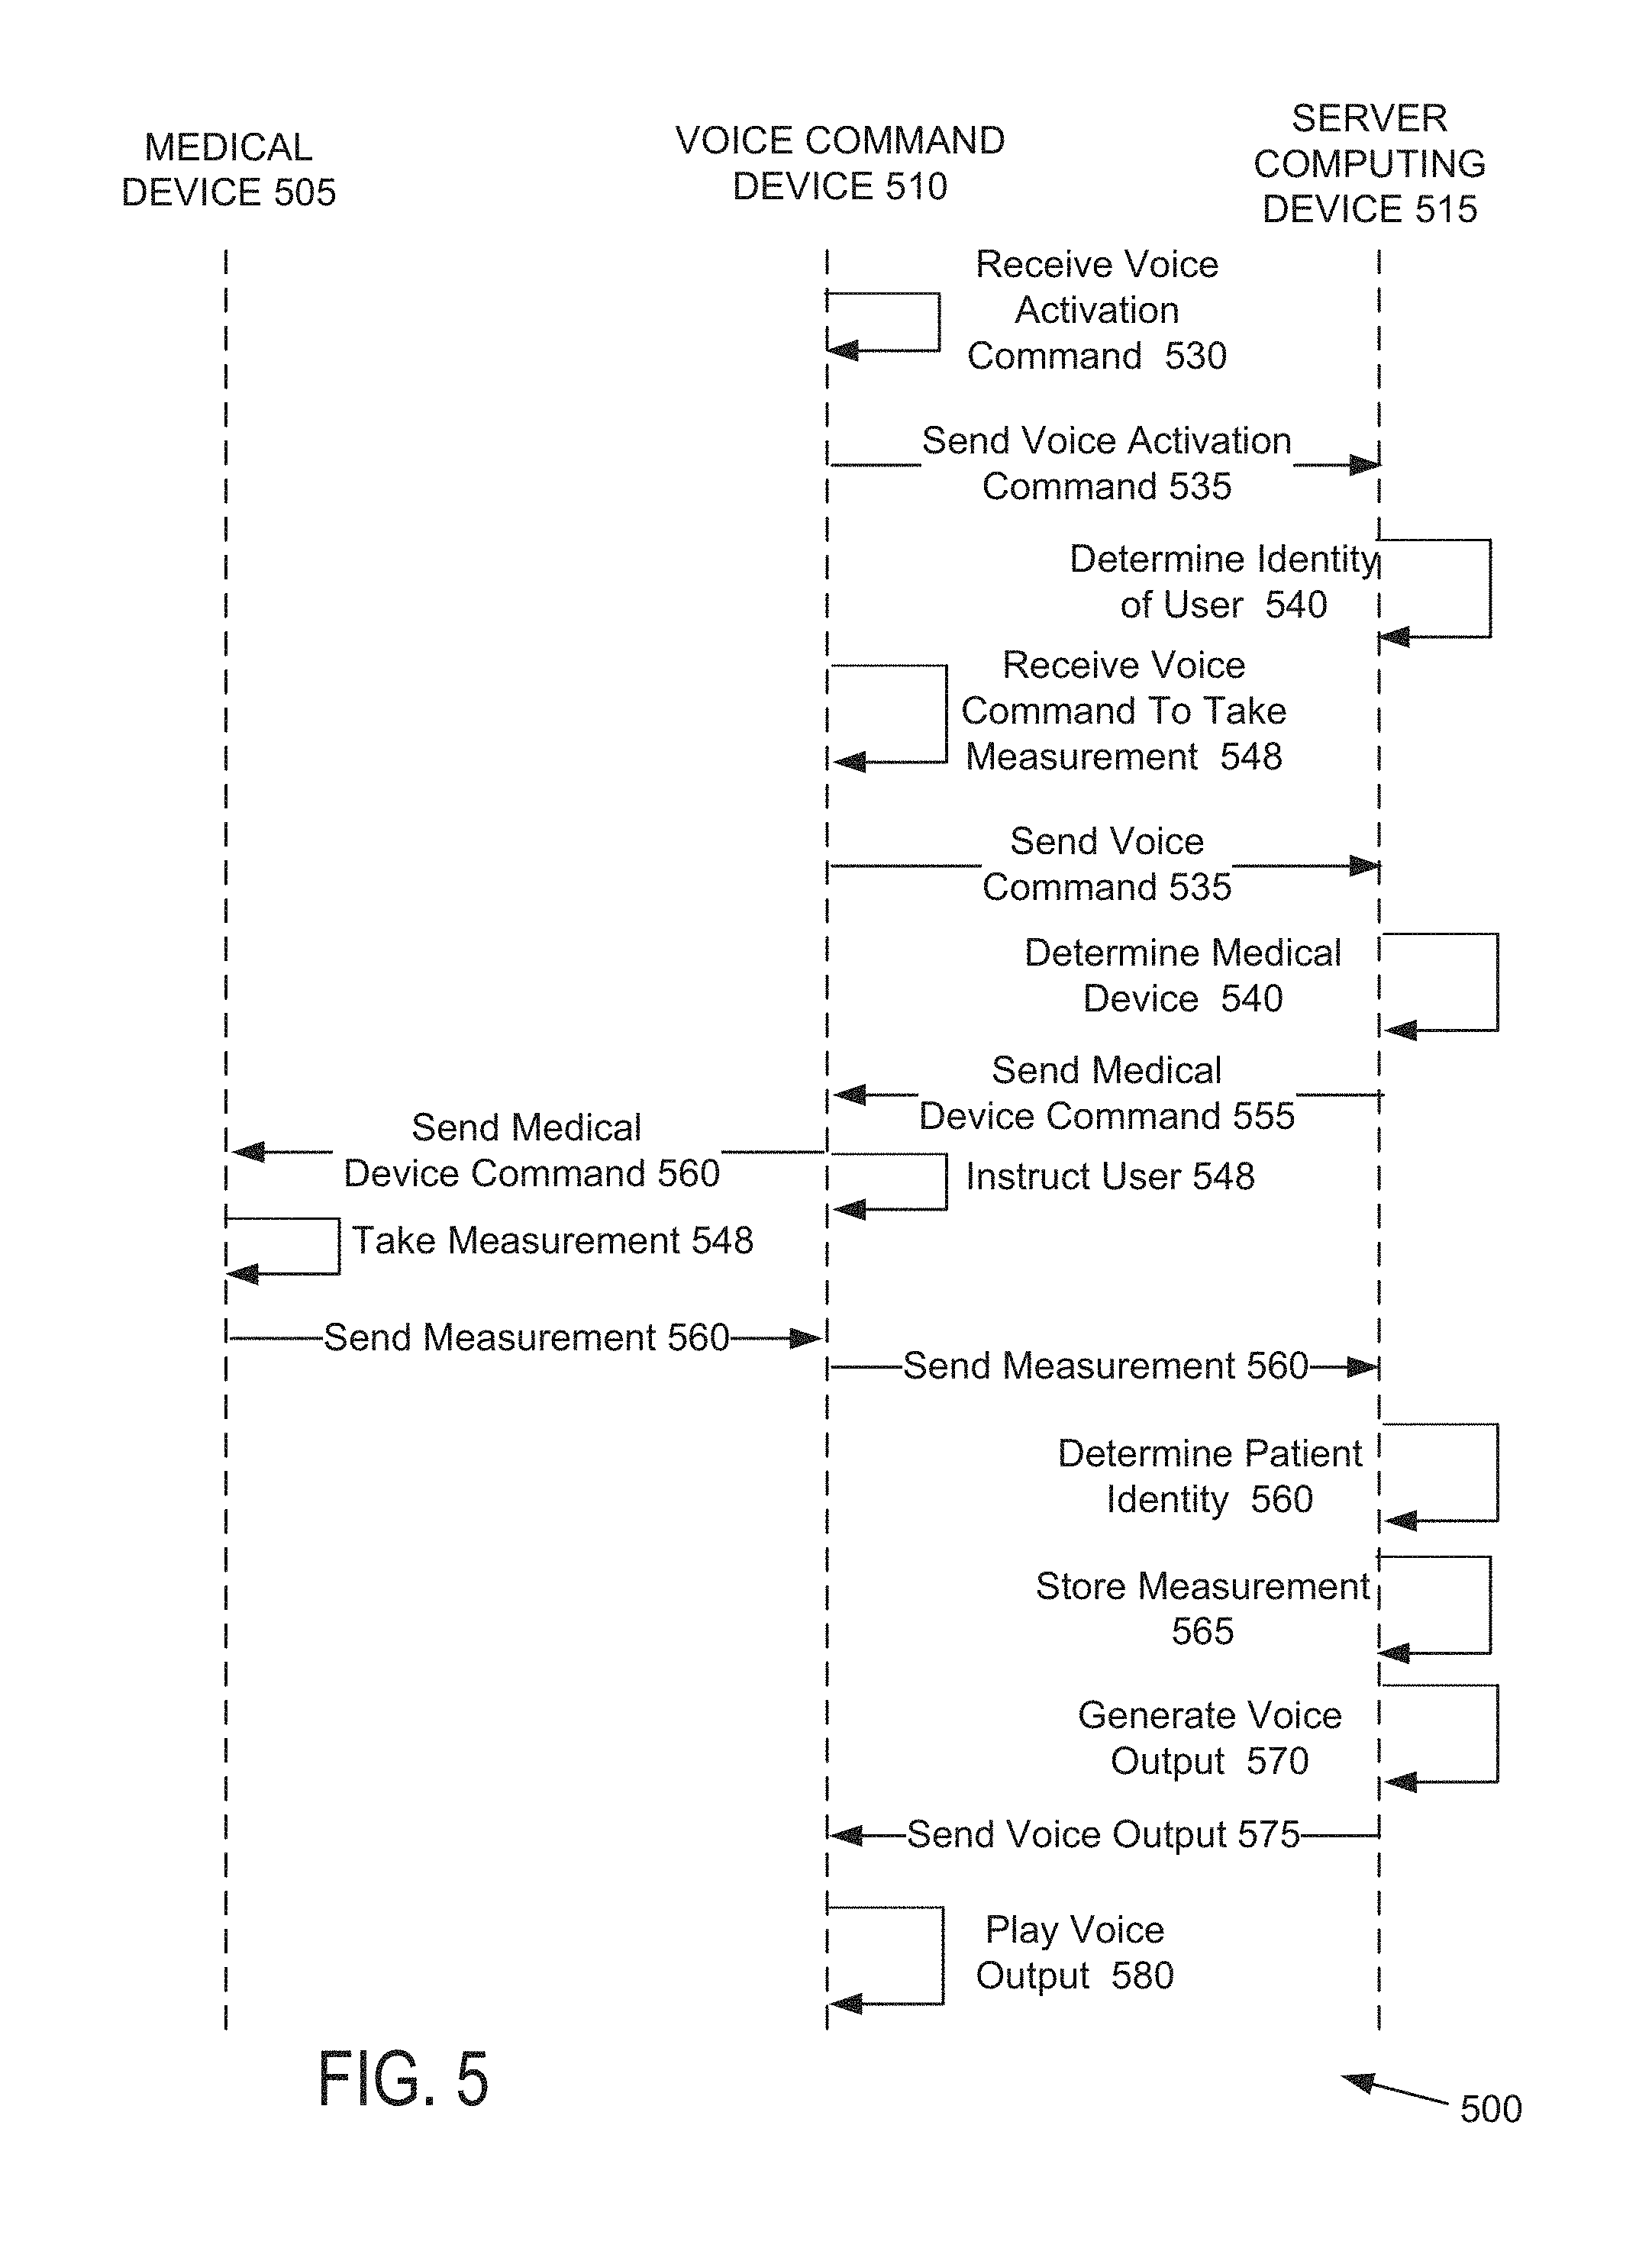 MEDICAL
DEVICE 505
VOICE COMMAND
DEVICE 510
SERVER
COMPUTING
DEVICE 515
Receive Voice
Activation
Command 530
Send Voice Activation
Command 535
Determine Identity
of User 540
Receive Voice
Command To Take
Measurement 548
Send Voice
Command 535
Determine Medical
Device 540
Send Medical
Device Command 555
Send Medical
Device Command 560
Instruct User 548
Take Measurement 548
Send Measurement 560
Send Measurement 560
Determine Patient
Identity 560
Store Measurement
565
Generate Voice
Output 570
Send Voice Output 575
Play Voice
Output 580
FIG. 5
500